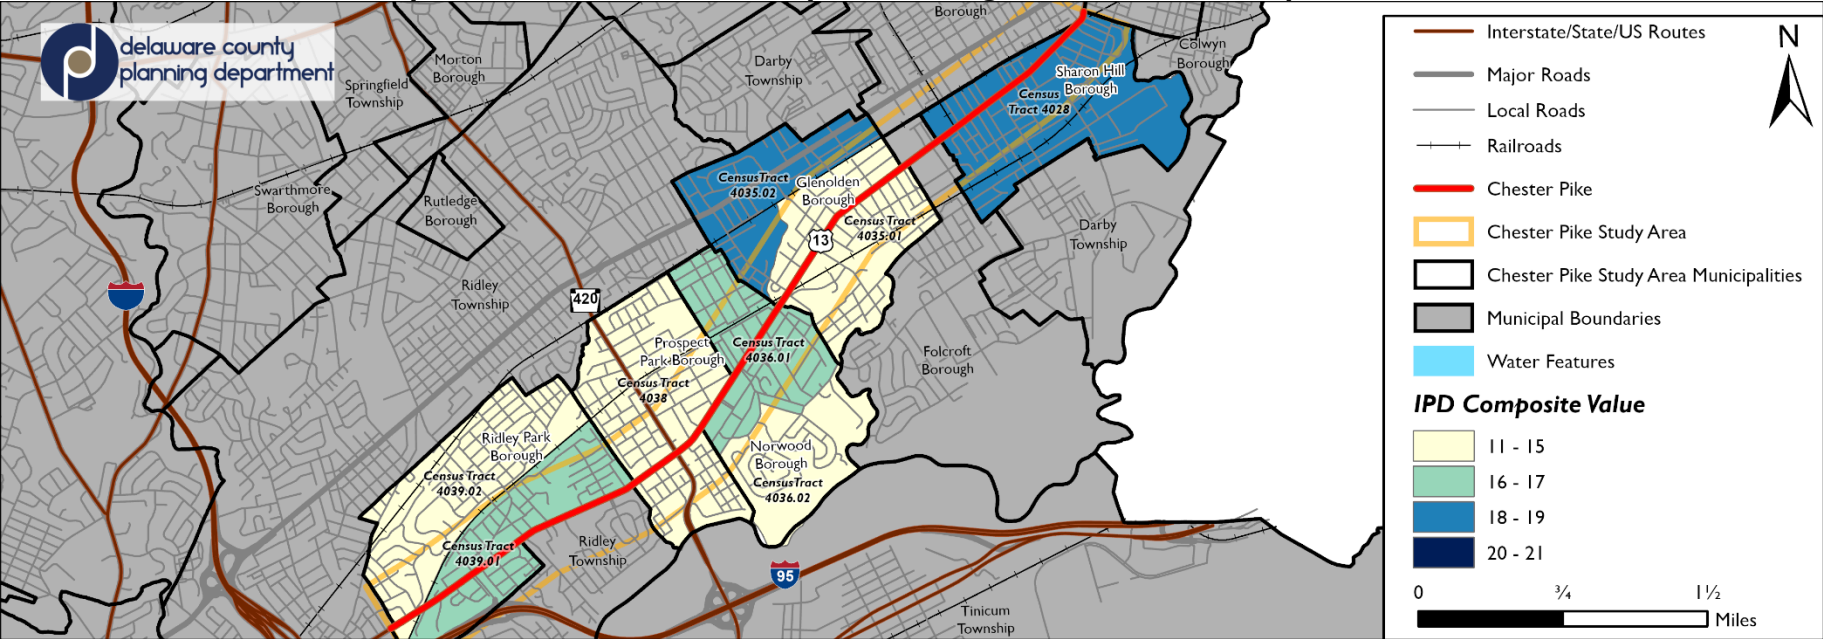 delaware county
planning department
Springfield
Township
Morton
Borough
Darby
Township
Borough
Colwyn
Borough
Sharon Hill
Borough
Census
Tract 4028
Swarthmore
Borough
Rutledge
Borough
Census Tract
4035.02
Glenolden
Borough
Census Tract
4035.01
13
Darby
Township
Ridley
Township
420
Prospect
Park Borough
Census Tract
4036.01
Census Tract
4038
Folcroft
Borough
Ridley Park
Borough
Census Tract
4039.02
Norwood
Borough
Census Tract
4036.02
Census Tract
4039.01
Ridley
Township
95
Tinicum
Township
Interstate/State/US Routes
Major Roads
Local Roads
Railroads
Chester Pike
Chester Pike Study Area
Chester Pike Study Area Municipalities
Municipal Boundaries
Water Features
IPD Composite Value
11 - 15
16 - 17
18 - 19
20 - 21
N
0 ¾ 1 ½
Miles